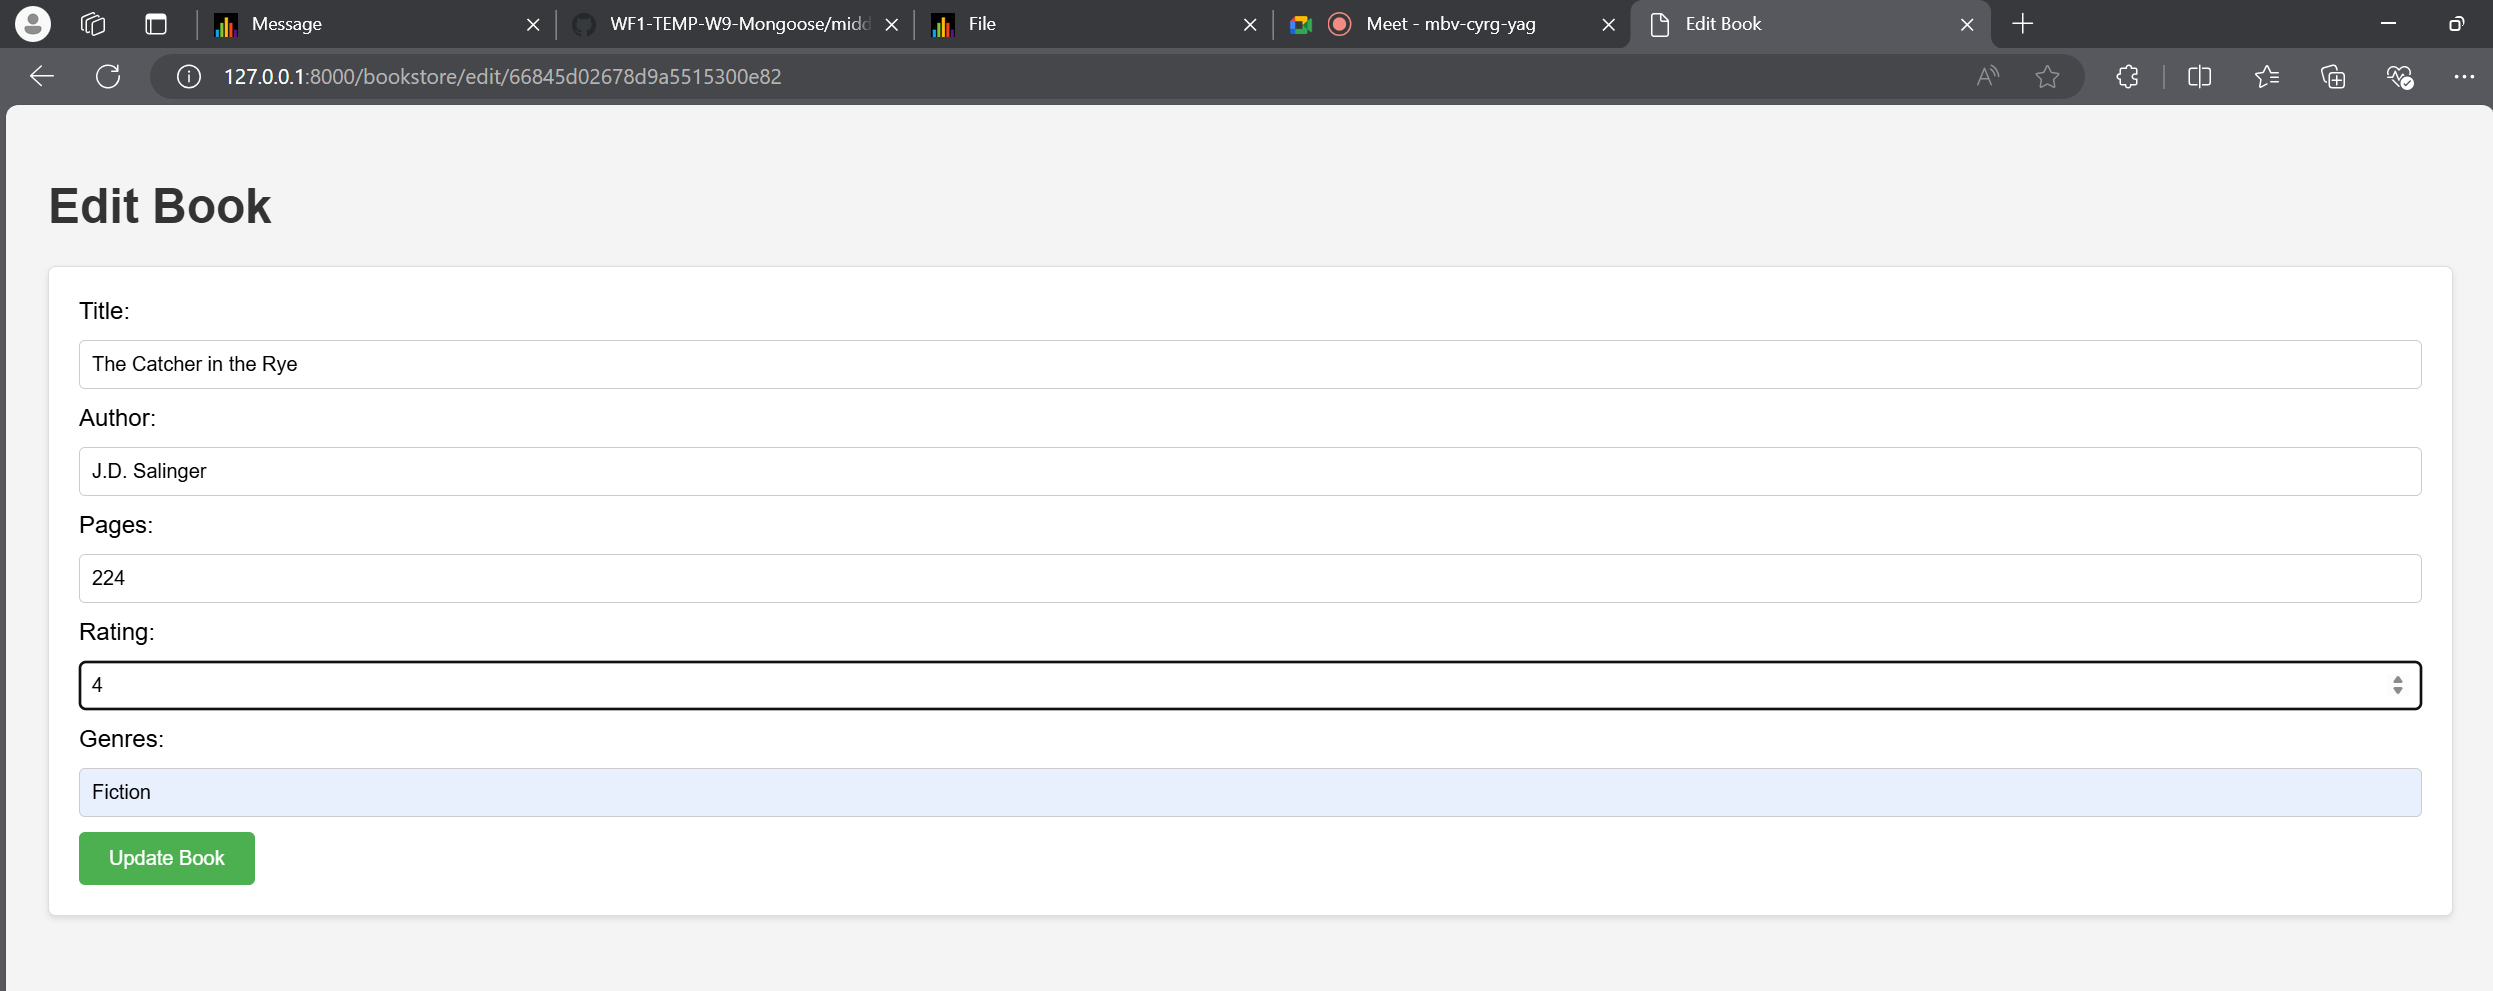 Message
WF1-TEMP-W9-Mongoose/midd
File
Meet - mbv-cyrg-yag
Edit Book
127.0.0.1:8000/bookstore/edit/66845d02678d9a5515300e82
Edit Book
Title:
The Catcher in the Rye
Author:
J.D. Salinger
Pages:
224
Rating:
4
Genres:
Fiction
Update Book